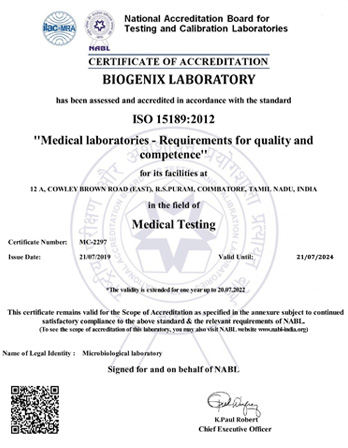 ilac-MRA
NABL
National Accreditation Board for
Testing and Calibration Laboratories
CERTIFICATE OF ACCREDITATION
BIOGENIX LABORATORY
has been assessed and accredited in accordance with the standard
ISO 15189:2012
"Medical laboratories - Requirements for quality and
competence"
for its facilities at
12 A, COWLEY BROWN ROAD (EAST), R.S.PURAM, COIMBATORE, TAMIL NADU, INDIA
in the field of
Medical Testing
Certificate Number: MC-2297
Issue Date: 21/07/2019 Valid Until: 21/07/2024
*The validity is extended for one year up to 20.07.2022
This certificate remains valid for the Scope of Accreditation as specified in the annexure subject to continued
satisfactory compliance to the above standard & the relevant requirements of NABL.
(To see the scope of accreditation of this laboratory, you may also visit NABL website www.nabl-india.org)
Name of Legal Identity : Microbiological laboratory
Signed for and on behalf of NABL
K.Paul Robert
Chief Executive Officer